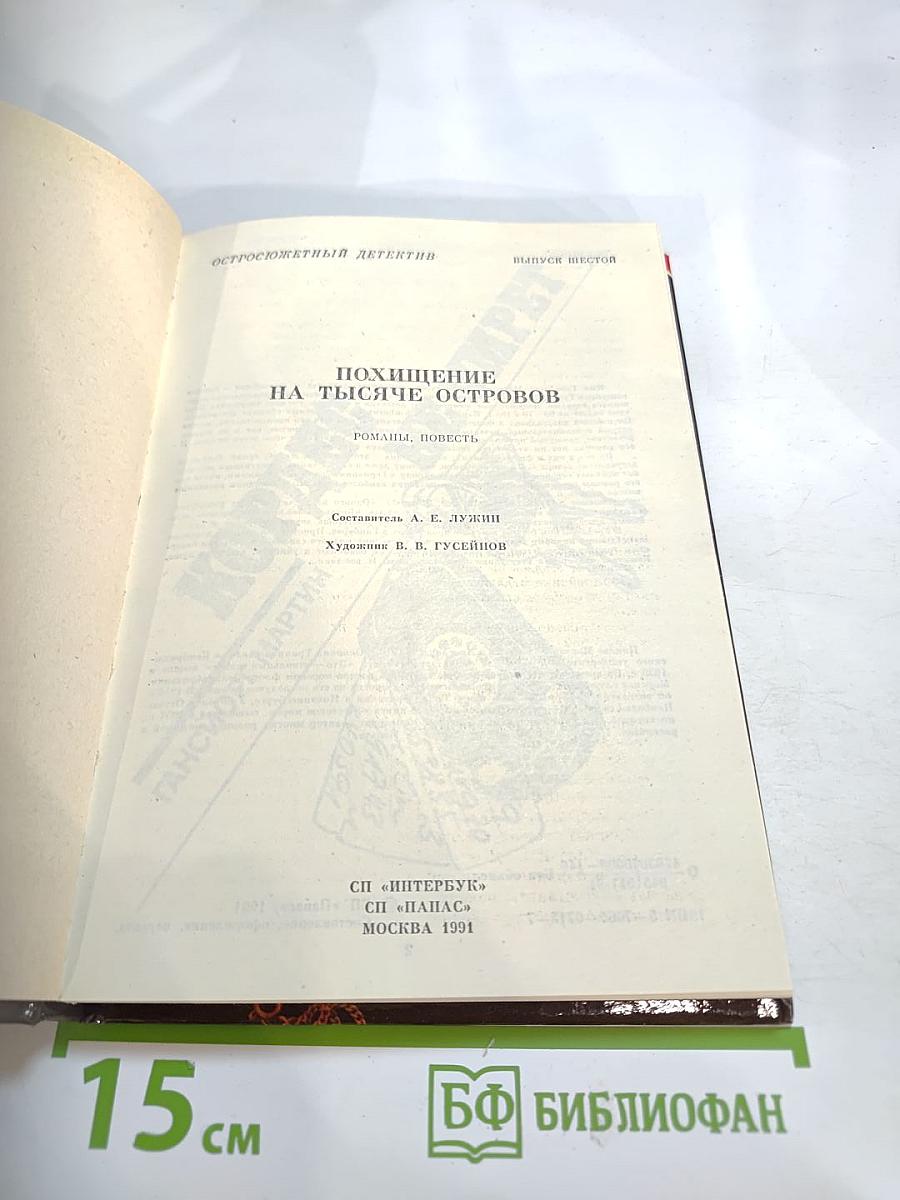 ОСТРОСЮЖЕТНЫЙ ДЕТЕКТИВ ВЫПУСК ШЕСТОЙ
ПОХИЩЕНИЕ
НА ТЫСЯЧЕ ОСТРОВОВ
РОМАНЫ, ПОВЕСТЬ
Составитель А. Е. ЛУЖИН
Художник В. В. ГУСЕЙНОВ
СП «ИНТЕРБУК»
СП «ПАПАС»
МОСКВА 1991
15 см
БФ БИБЛИОФАН